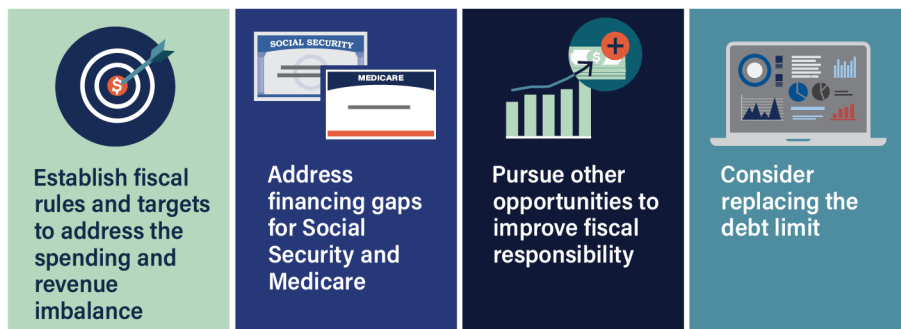 $
Establish fiscal
rules and targets
to address the
spending and
revenue
imbalance
SOCIAL SECURITY
MEDICARE
Address
financing gaps
for Social
Security and
Medicare
$
Pursue other
opportunities to
improve fiscal
responsibility
Consider
replacing the
debt limit